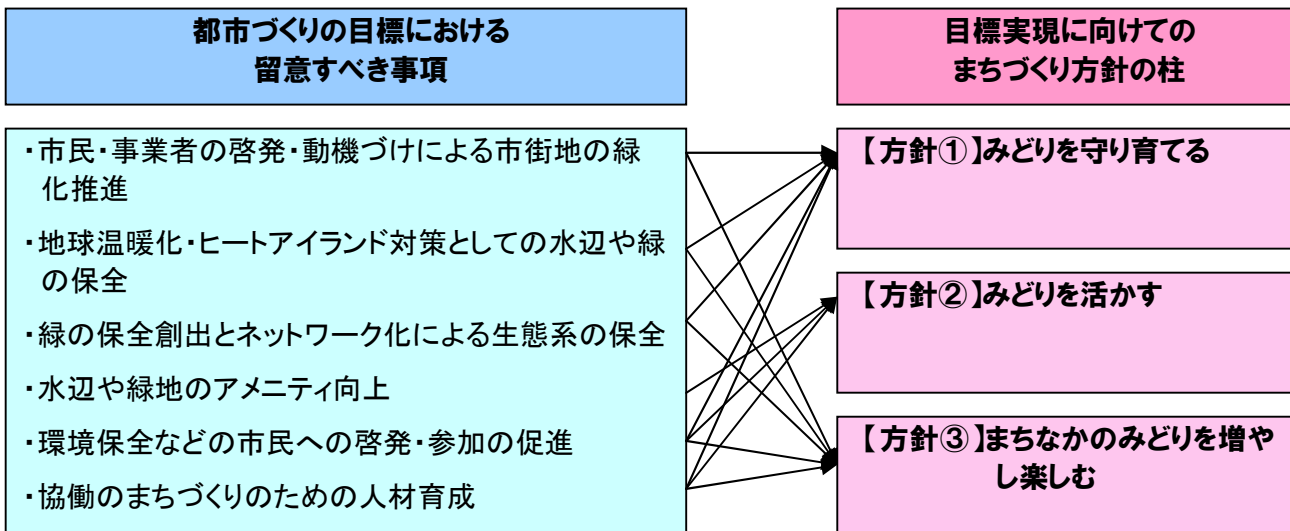 都市づくりの目標における
留意すべき事項
目標実現に向けての
まちづくり方針の柱
・市民・事業者の啓発・動機づけによる市街地の緑
化推進
・地球温暖化・ヒートアイランド対策としての水辺や緑
の保全
・緑の保全創出とネットワーク化による生態系の保全
・水辺や緑地のアメニティ向上
・環境保全などの市民への啓発・参加の促進
・協働のまちづくりのための人材育成
【方針①】みどりを守り育てる
【方針②】みどりを活かす
【方針③】まちなかのみどりを増や
し楽しむ